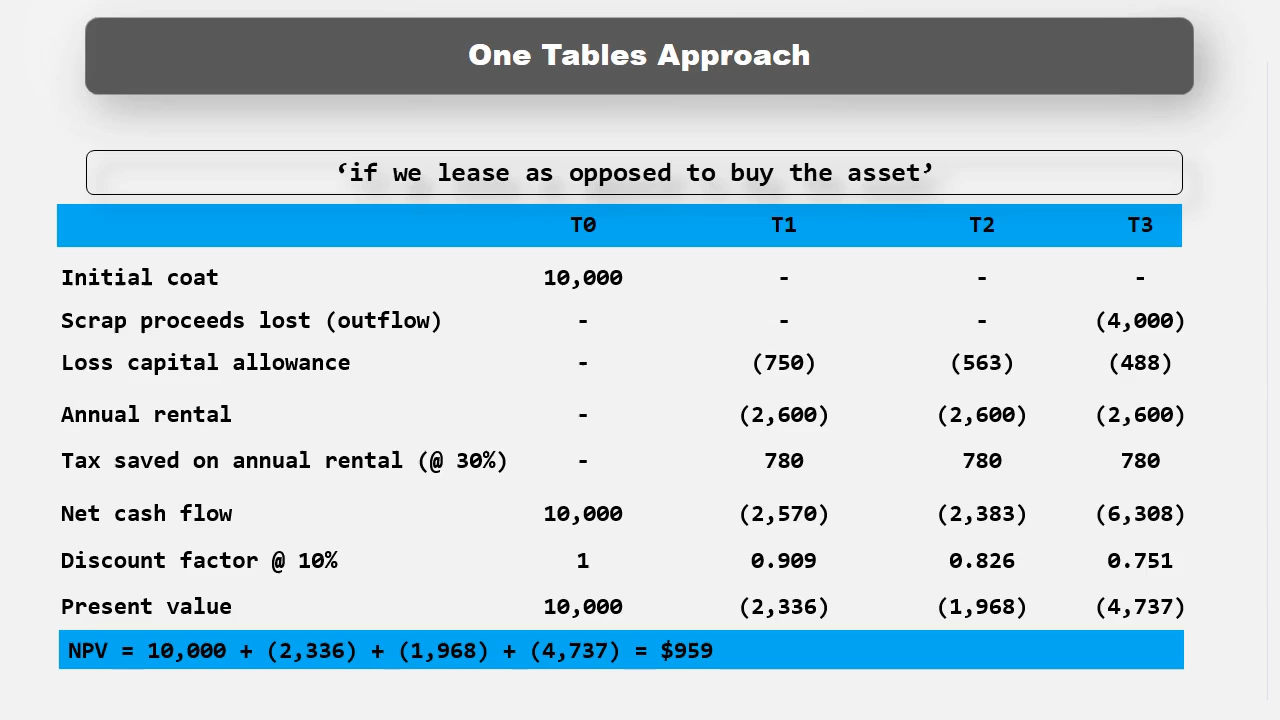 One Tables Approach
‘if we lease as opposed to buy the asset’
T0 T1 T2 T3
Initial coat 10,000 - - -
Scrap proceeds lost (outflow) - - - (4,000)
Loss capital allowance - (750) (563) (488)
Annual rental - (2,600) (2,600) (2,600)
Tax saved on annual rental (@ 30%) - 780 780 780
Net cash flow 10,000 (2,570) (2,383) (6,308)
Discount factor @ 10% 1 0.909 0.826 0.751
Present value 10,000 (2,336) (1,968) (4,737)
NPV = 10,000 + (2,336) + (1,968) + (4,737) = $959